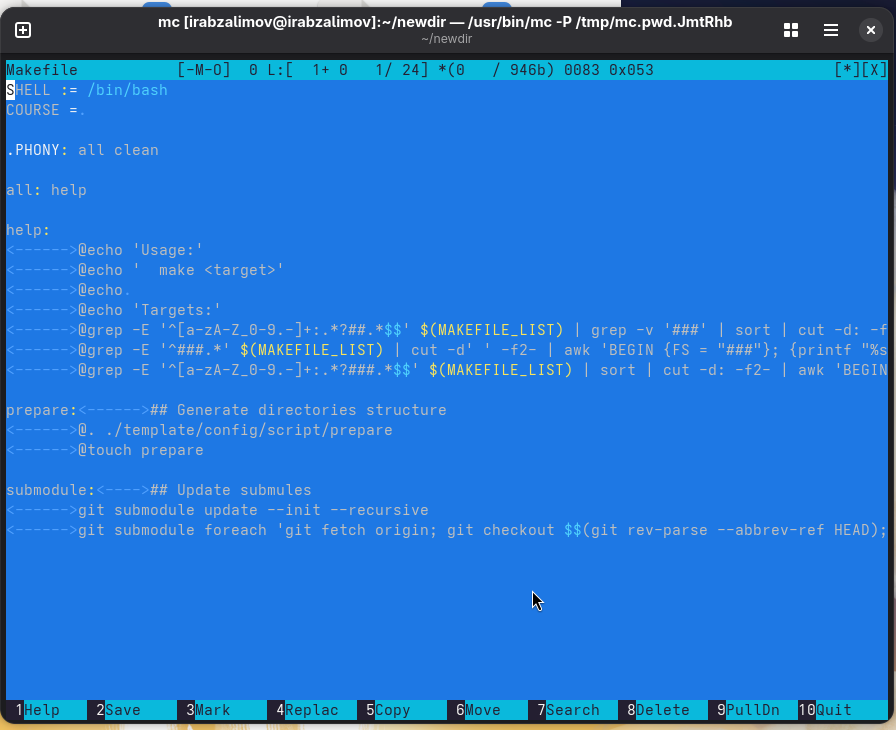 mc [irabzalimov@irabzalimov]:~/newdir — /usr/bin/mc -P /tmp/mc.pwd.JmtRhb
~/newdir
Makefile [-M-O] 0 L:[ 1+ 0 1/ 24] *(0 / 946b) 0083 0x053 [*][X]
SHELL := /bin/bash
COURSE =.
.PHONY: all clean
all: help
help:
<------>@echo 'Usage:'
<------>@echo '  make <target>'
<------>@echo.
<------>@echo 'Targets:'
<------>@grep -E '^[a-zA-Z_0-9.-]+:.*?##.*$$' $(MAKEFILE_LIST) | grep -v '###' | sort | cut -d: -f
<------>@grep -E '^###.*' $(MAKEFILE_LIST) | cut -d' ' -f2- | awk 'BEGIN {FS = "###"}; {printf "%s
<------>@grep -E '^[a-zA-Z_0-9.-]+:.*?###.*$$' $(MAKEFILE_LIST) | sort | cut -d: -f2- | awk 'BEGIN
prepare:<------>## Generate directories structure
<------>@. ./template/config/script/prepare
<------>@touch prepare
submodule:<---->## Update submules
<------>git submodule update --init --recursive
<------>git submodule foreach 'git fetch origin; git checkout $$(git rev-parse --abbrev-ref HEAD);
1Help 2Save 3Mark 4Replac 5Copy 6Move 7Search 8Delete 9PullDn 10Quit